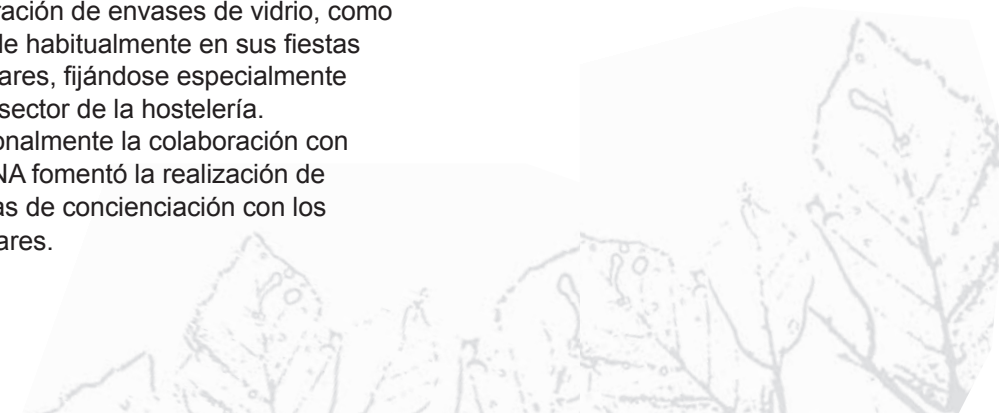 ración de envases de vidrio, como
le habitualmente en sus fiestas
ares, fijándose especialmente
sector de la hostelería.
onalmente la colaboración con
NA fomentó la realización de
as de concienciación con los
ares.